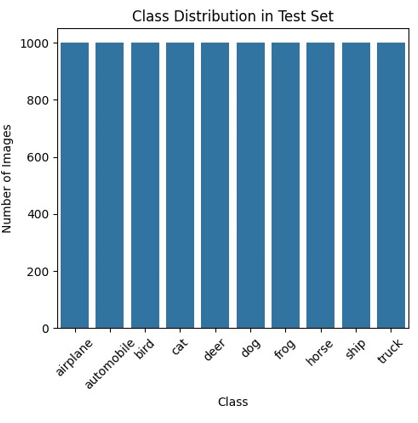 Class Distribution in Test Set
Number of Images
1000
800
600
400
200
0
airplane
automobile
bird
cat
deer
dog
frog
horse
ship
truck
Class